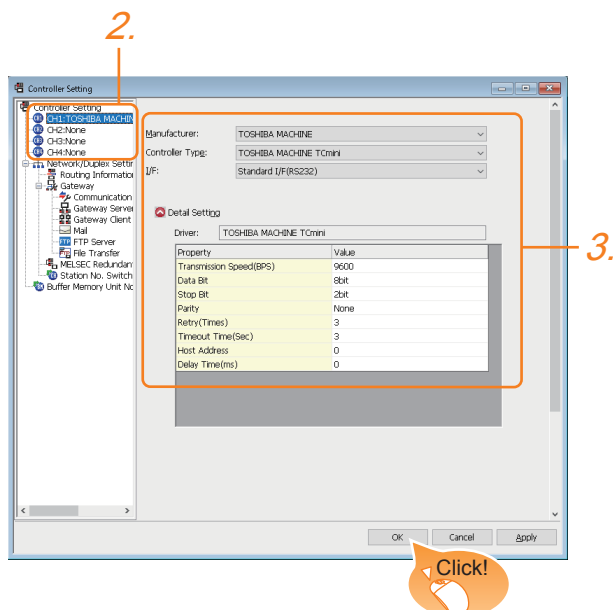 2.
Controller Setting
Controller Setting
CH1:TOSHIBA MACHIN
CH2:None
CH3:None
CH4:None
Network/Duplex Settin
Routing Information
Gateway
Communication
Gateway Server
Gateway Client
Mail
FTP FTP Server
File Transfer
MELSEC Redundant
Station No. Switch
Buffer Memory Unit No
Manufacturer: TOSHIBA MACHINE
Controller Type: TOSHIBA MACHINE TCmini
I/F: Standard I/F(RS232)
Detail Setting
Driver: TOSHIBA MACHINE TCmini
Property Value
Transmission Speed(BPS) 9600
Data Bit 8bit
Stop Bit 2bit
Parity None
Retry(Times) 3
Timeout Time(Sec) 3
Host Address 0
Delay Time(ms) 0
3.
OK Cancel Apply
Click!